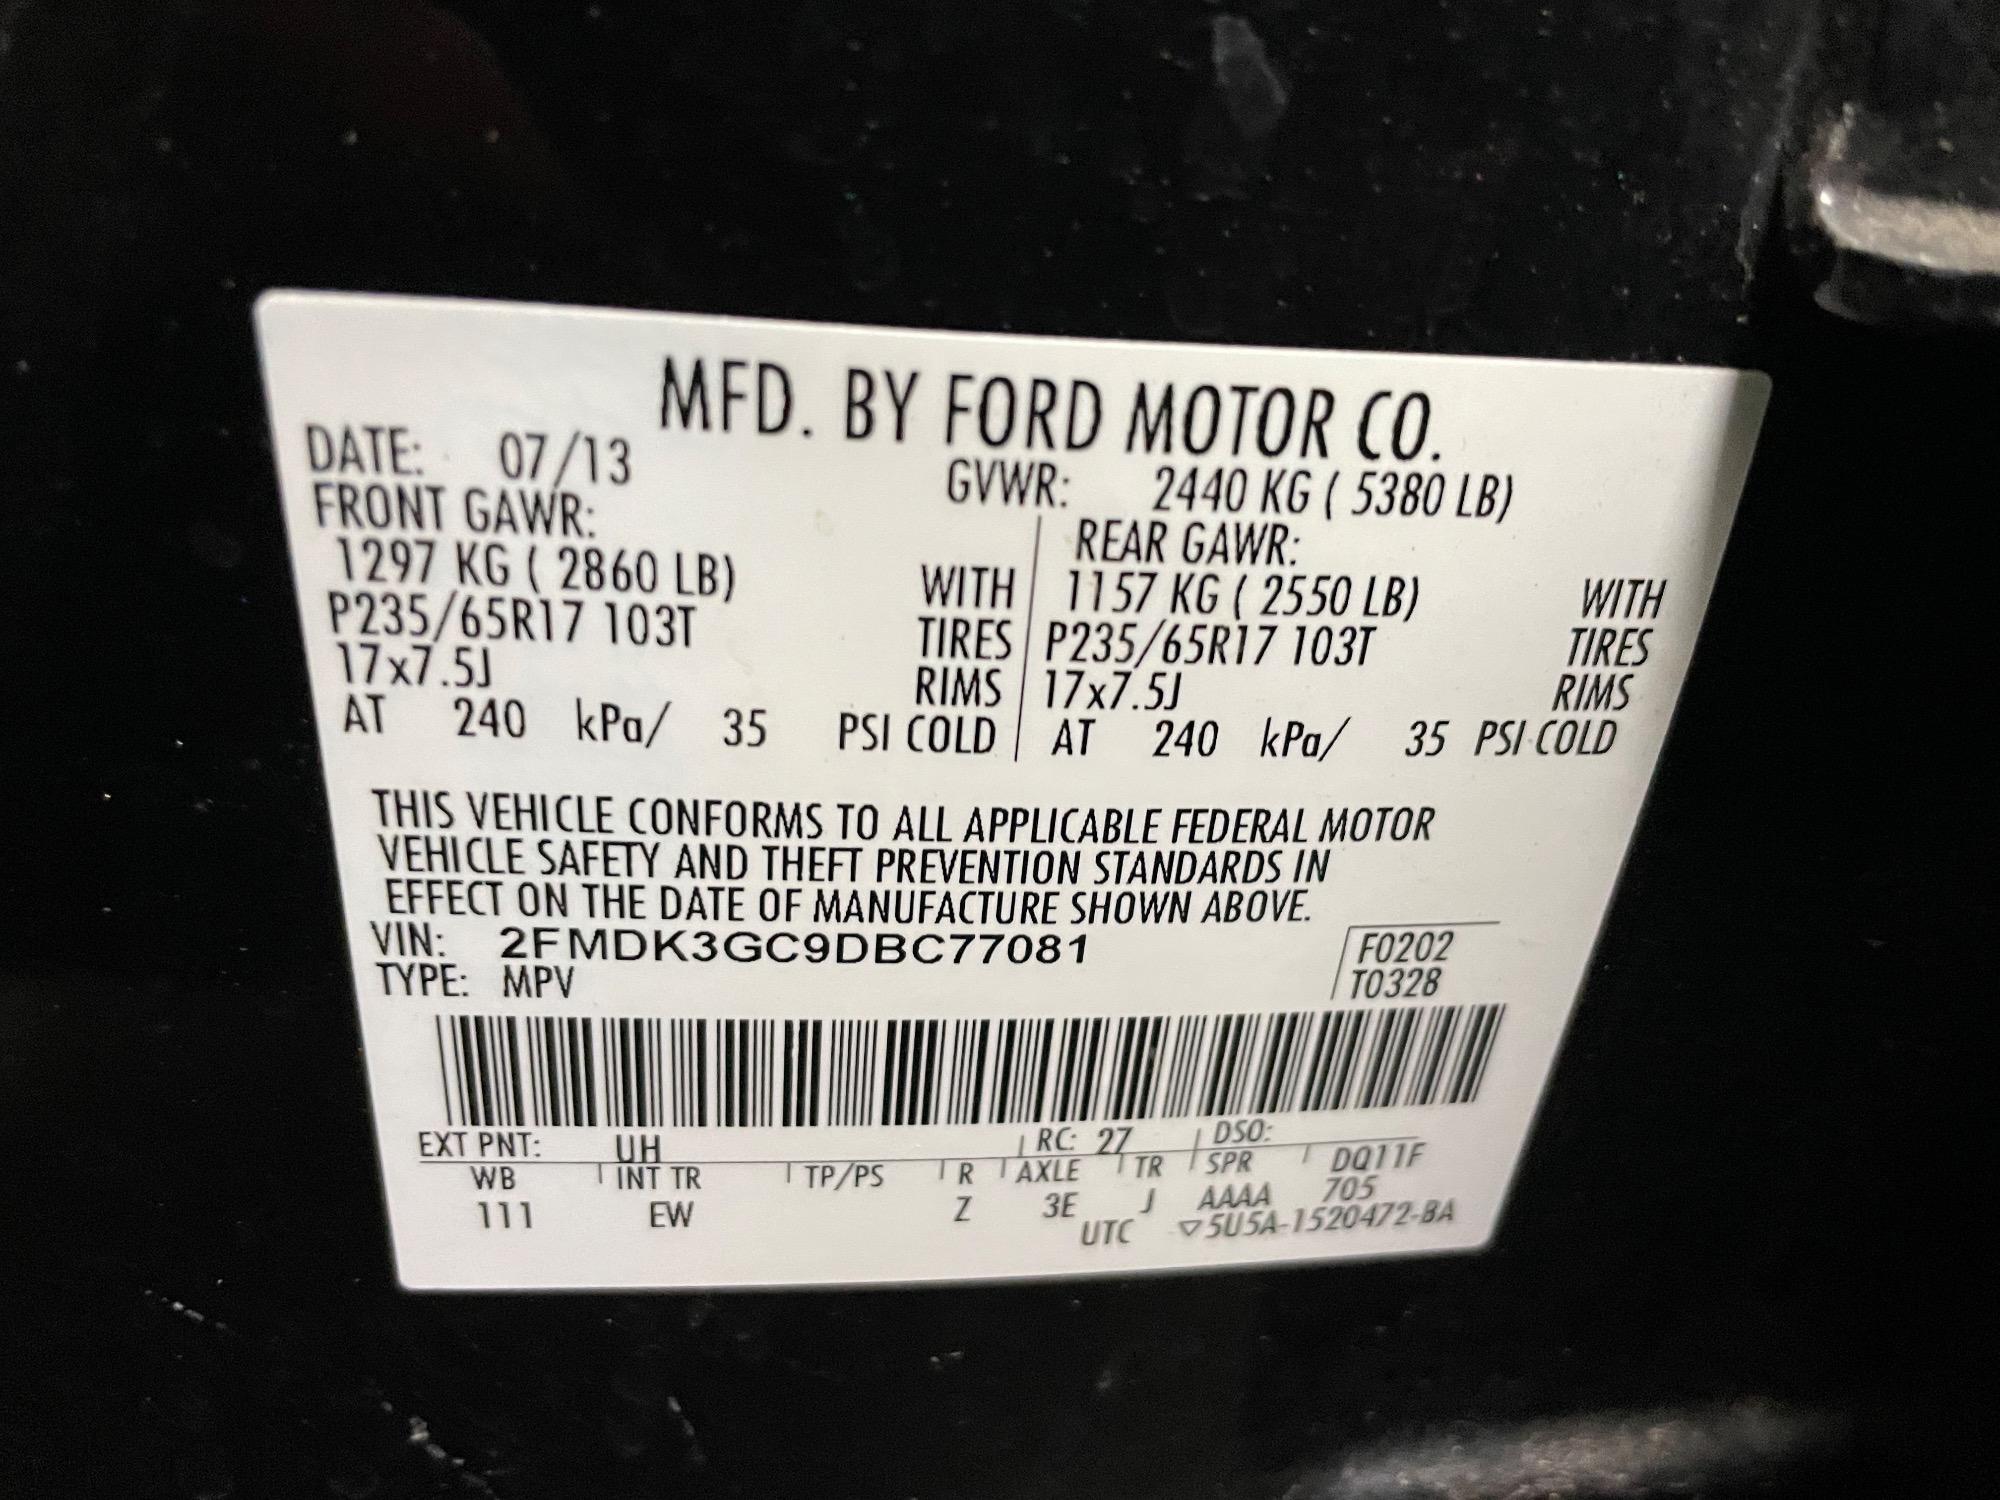 MFD. BY FORD MOTOR CO.
DATE: 07/13 GVWR: 2440 KG ( 5380 LB)
FRONT GAWR: REAR GAWR:
1297 KG ( 2860 LB) WITH 1157 KG ( 2550 LB) WITH
P235/65R17 103T TIRES P235/65R17 103T TIRES
17x7.5J RIMS 17x7.5J RIMS
AT 240 kPa/ 35 PSI COLD AT 240 kPa/ 35 PSI COLD
THIS VEHICLE CONFORMS TO ALL APPLICABLE FEDERAL MOTOR
VEHICLE SAFETY AND THEFT PREVENTION STANDARDS IN
EFFECT ON THE DATE OF MANUFACTURE SHOWN ABOVE.
VIN: 2FMDK3GC9DBC77081 F0202
TYPE: MPV T0328
EXT PNT: UH RC: 27 DSO:
WB INT TR TP/PS R AXLE TR SPR DQ11F
111 EW Z 3E J AAAA 705
UTC ▽5U5A-1520472-BA